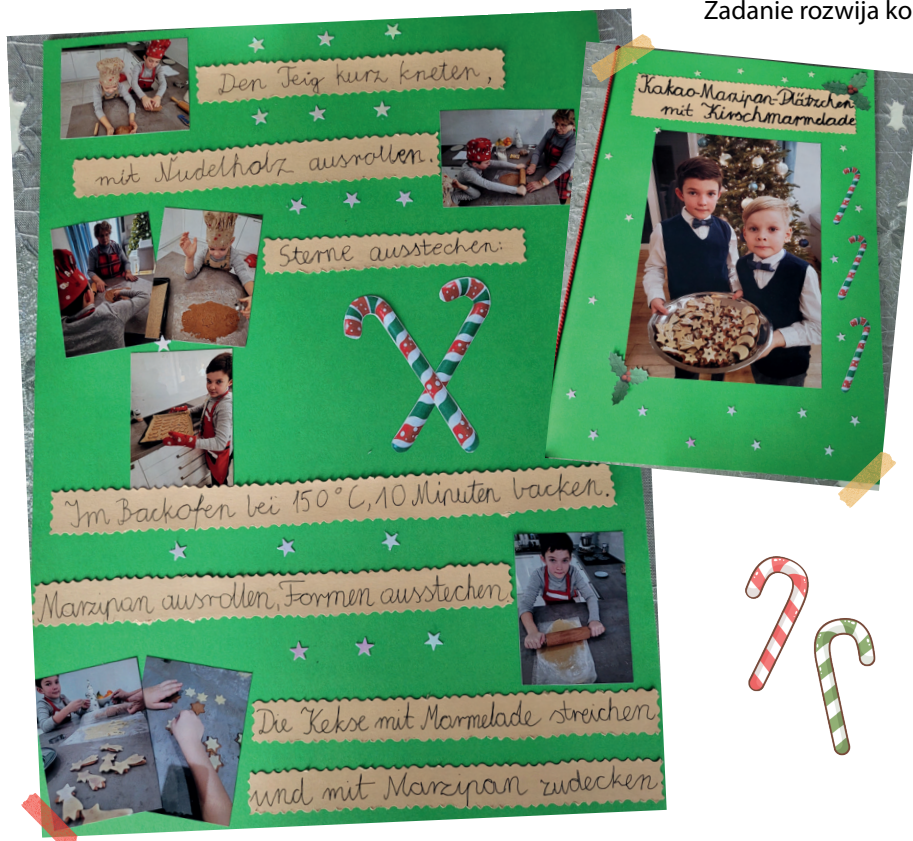 Zadanie rozwija ko
Den Teig kurz kneten,
mit Nudelholz ausrollen.
Sterne ausstechen:
Im Backofen bei 150°C, 10 Minuten backen.
Marzipan ausrollen, Formen ausstechen.
Die Kekse mit Marmelade streichen
und mit Marzipan zudecken
Kakao-Marzipan-Plätzchen
mit Kirschmarmelade